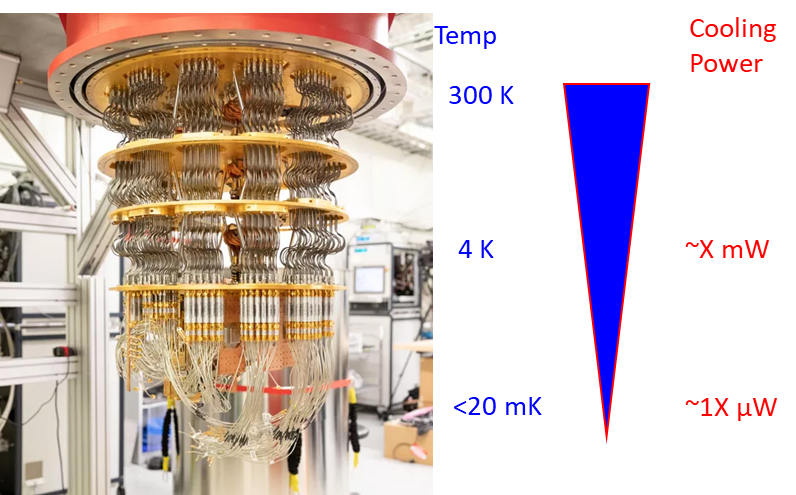 Temp
Cooling
Power
300 K
4 K
~X mW
<20 mK
~1X μW